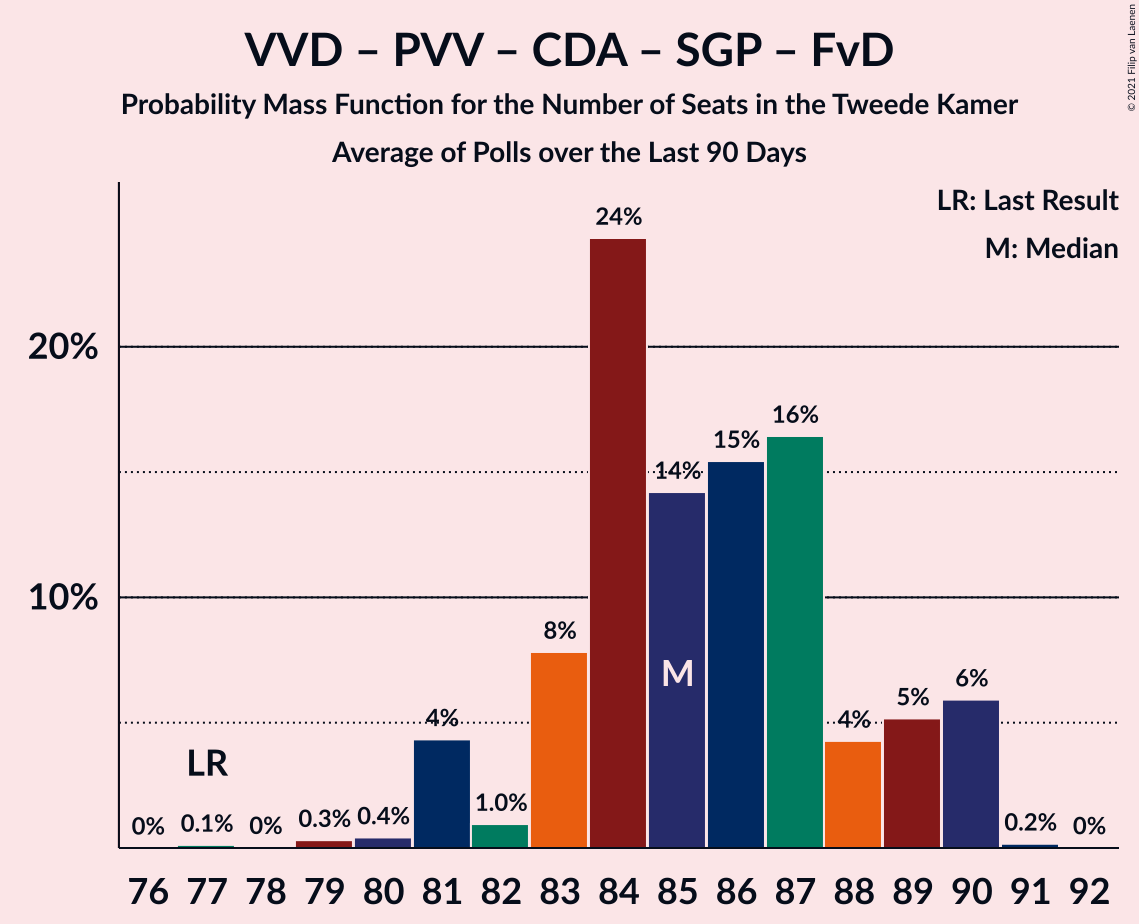 VVD – PVV – CDA – SGP – FvD
Probability Mass Function for the Number of Seats in the Tweede Kamer
Average of Polls over the Last 90 Days
© 2021 Filip van Laenen
LR: Last Result
M: Median
20%
10%
0%
0.1%
0%
0.3%
0.4%
4%
1.0%
8%
24%
14%
15%
16%
4%
5%
6%
0.2%
0%
LR
M
76 77 78 79 80 81 82 83 84 85 86 87 88 89 90 91 92